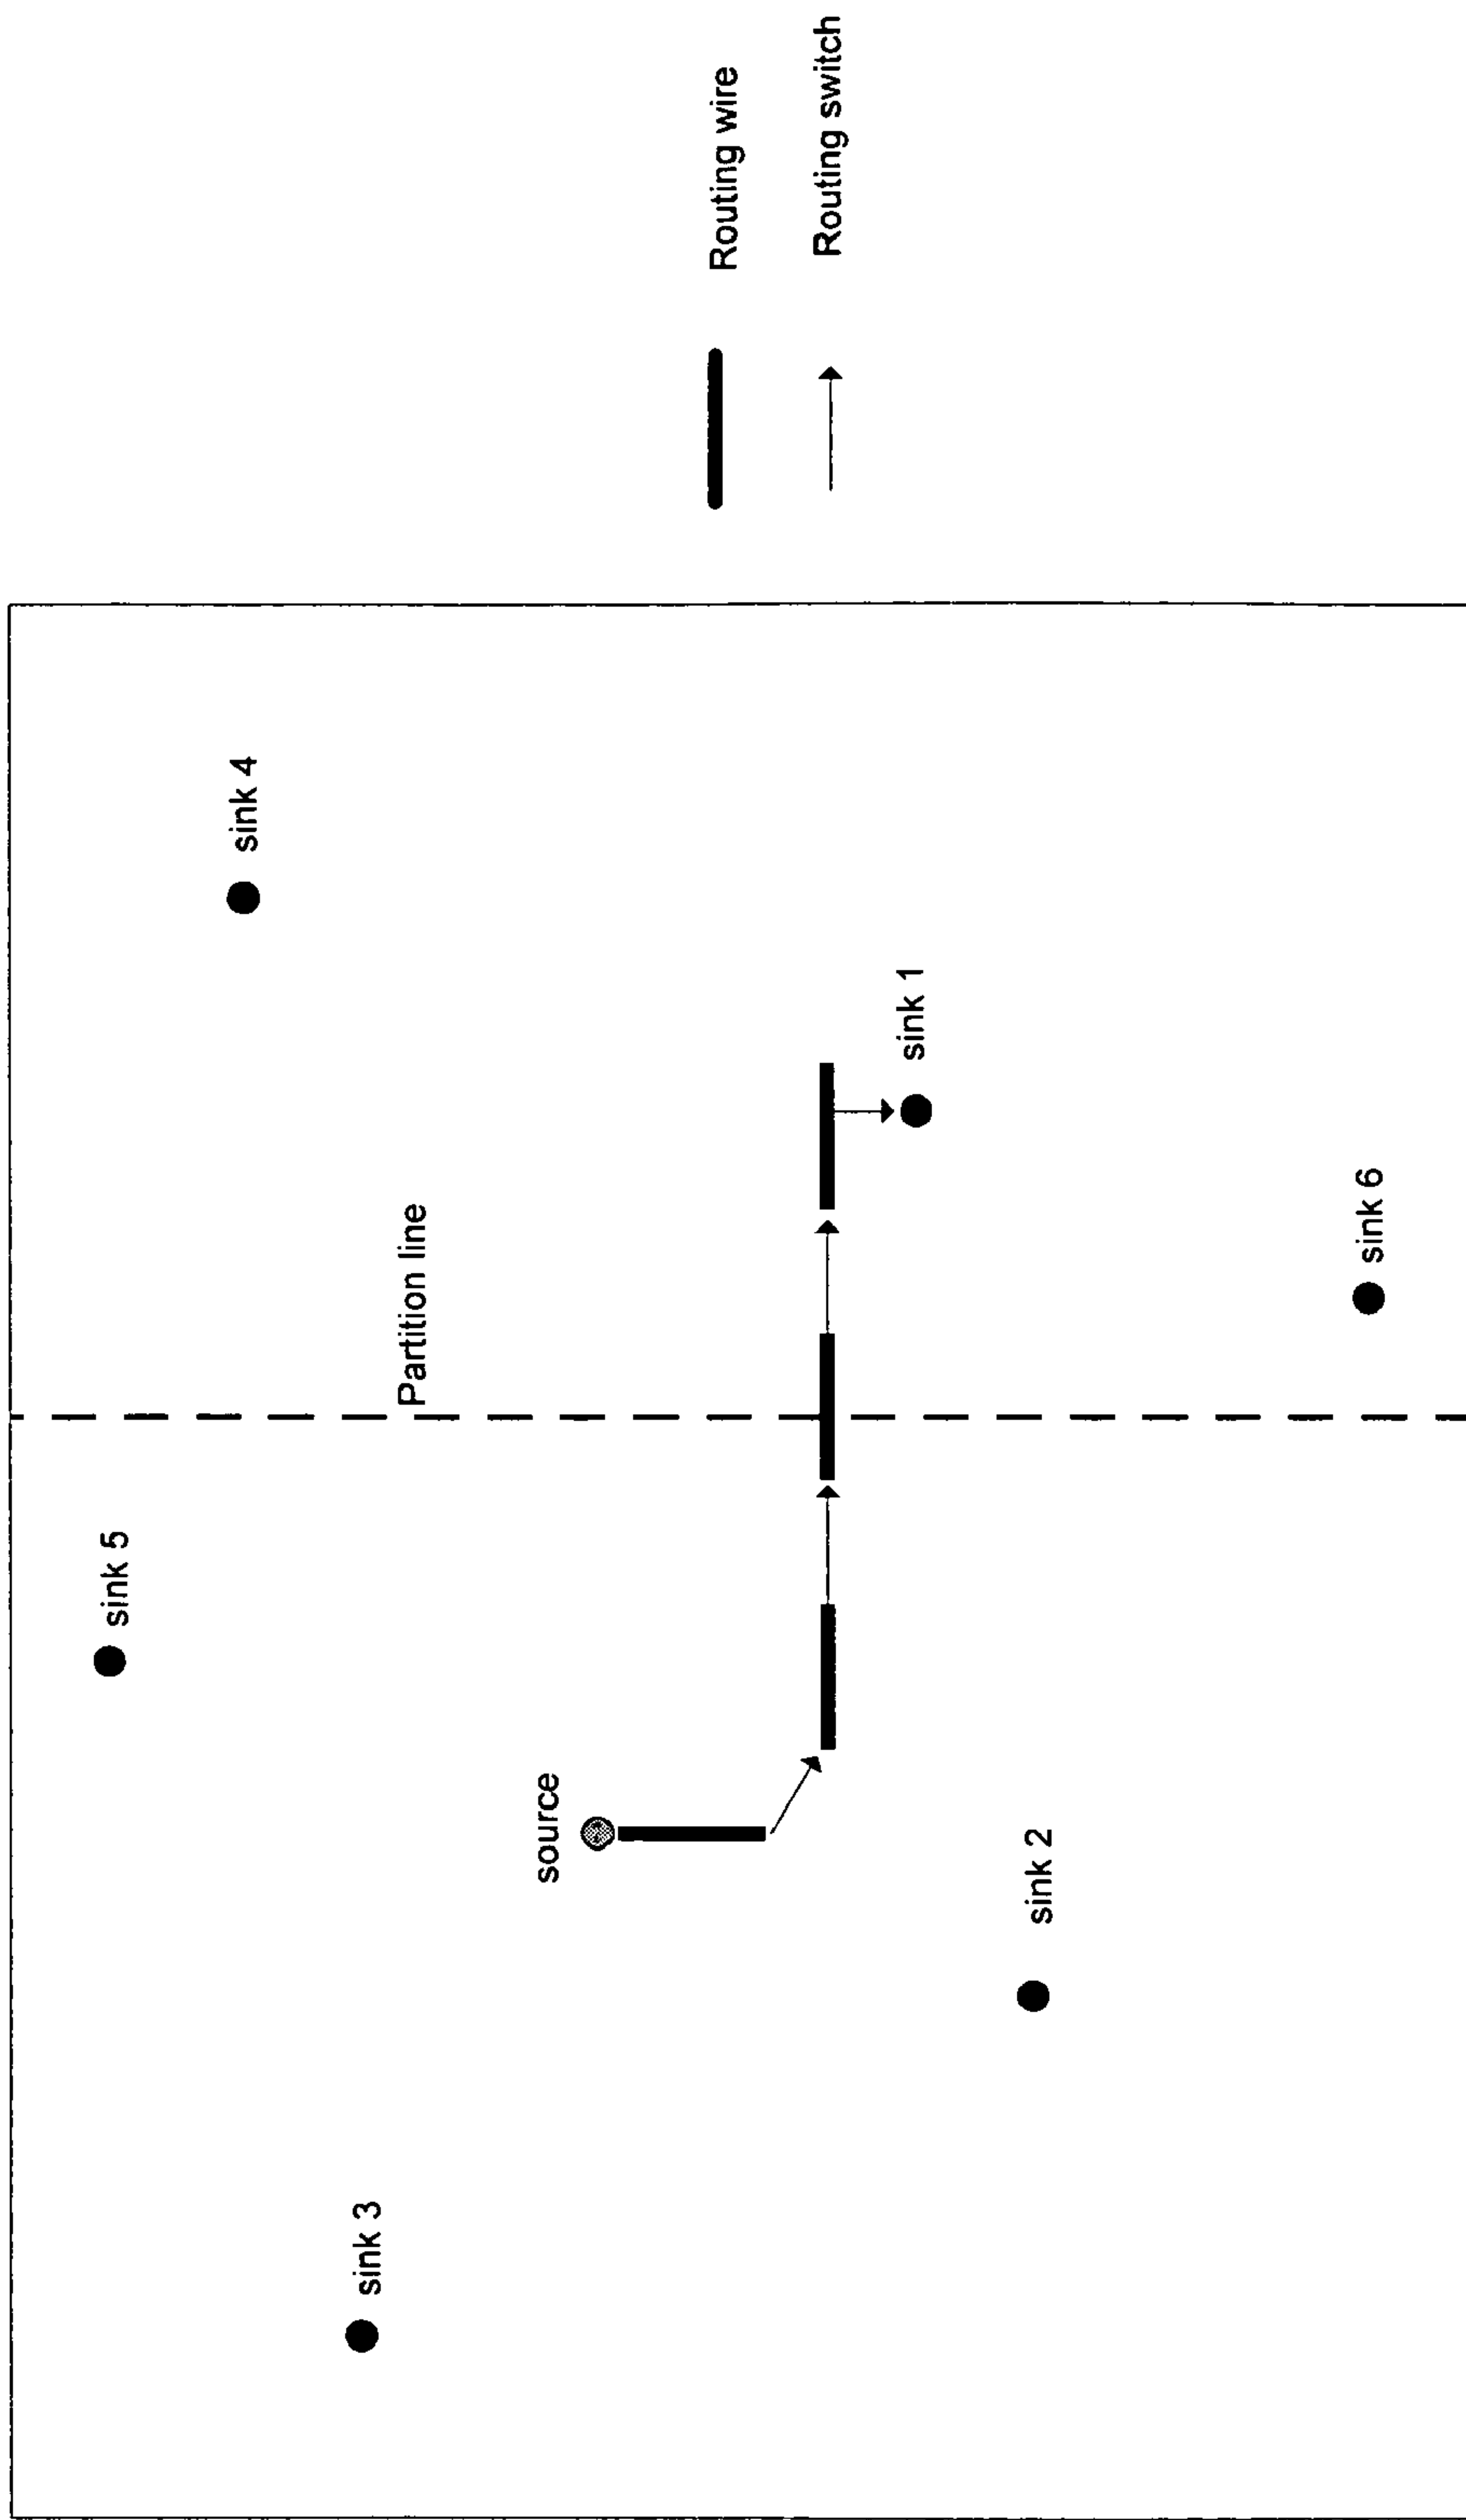 sink 5
sink 4
sink 3
Partition line
source
Routing wire
Routing switch
sink 1
sink 2
sink 6